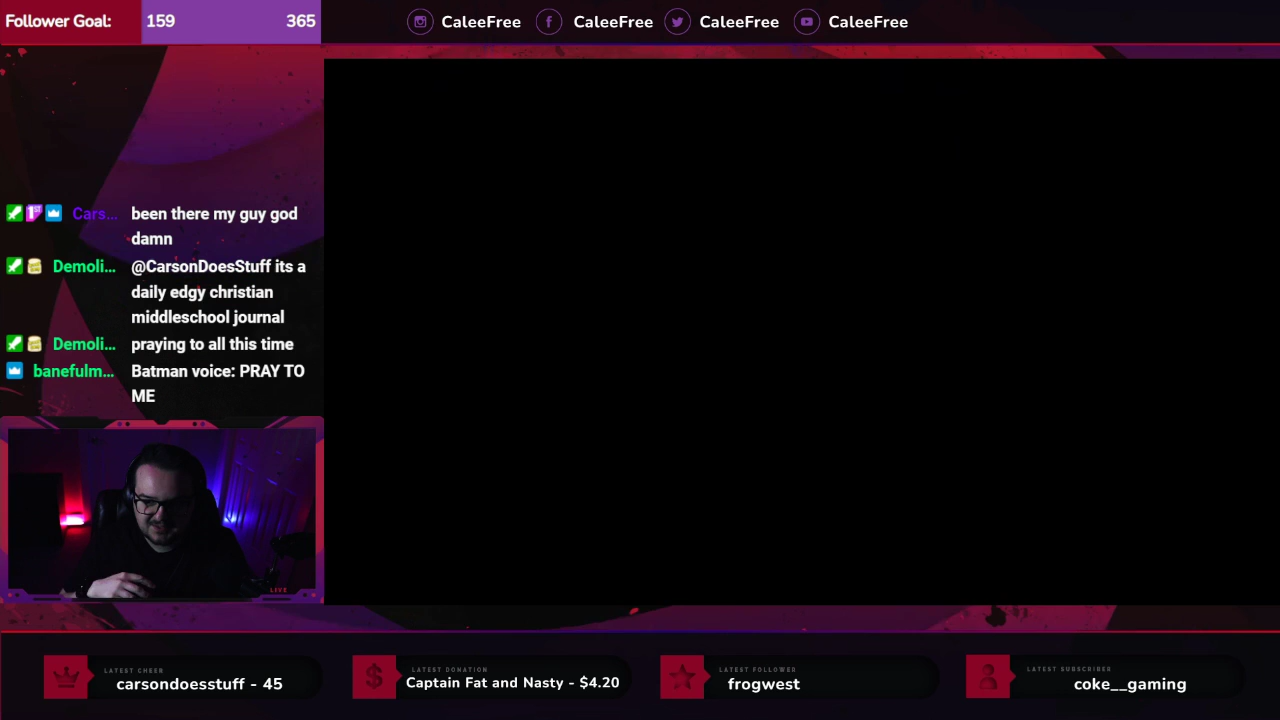 Follower Goal: 159 365
CaleeFree CaleeFree CaleeFree CaleeFree
Cars... been there my guy god
damn
Demoli... @CarsonDoesStuff its a
daily edgy christian
middleschool journal
Demoli... praying to all this time
banefulm... Batman voice: PRAY TO
ME
LIVE
LATEST CHEER
carsondoesstuff - 45
LATEST DONATION
Captain Fat and Nasty - $4.20
LATEST FOLLOWER
frogwest
LATEST SUBSCRIBER
coke__gaming